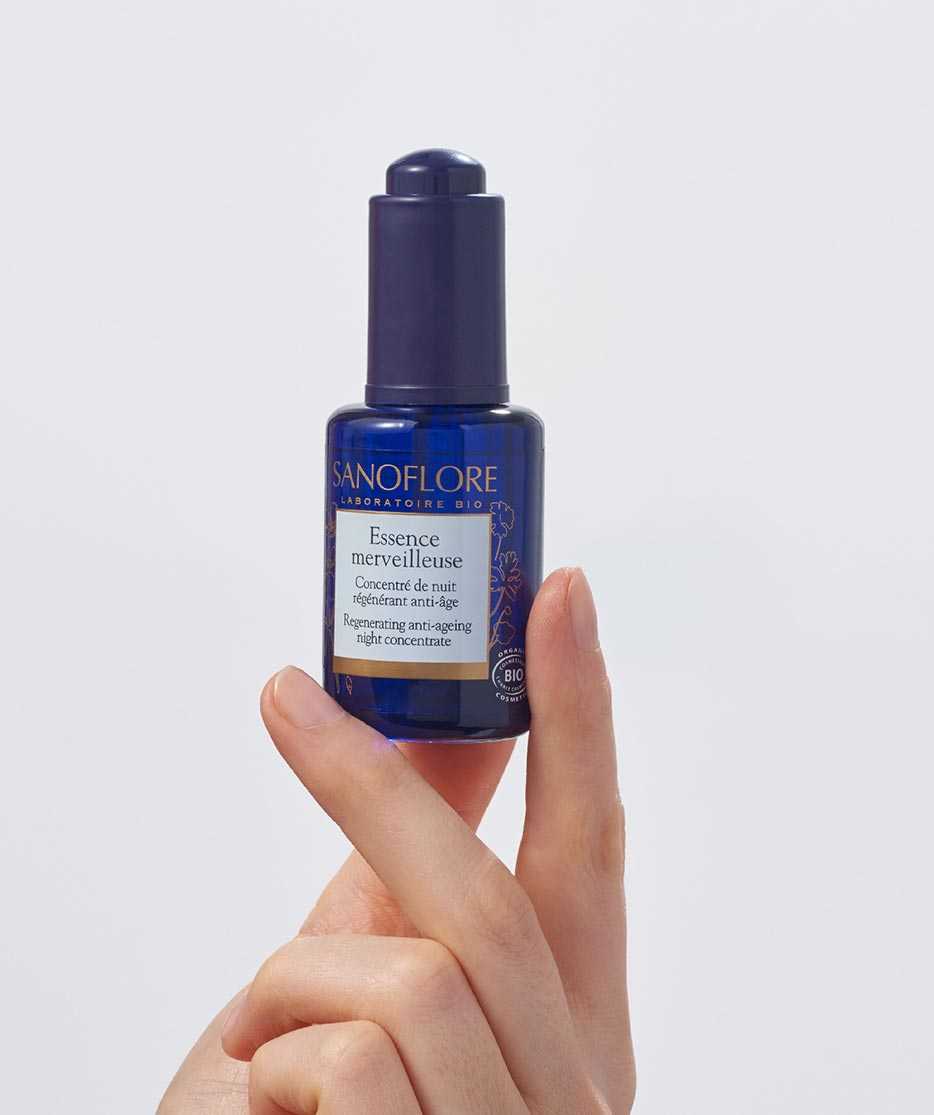 SANOFLORE
LABORATOIRE BIO
Essence
merveilleuse
Concentré de nuit
régénérant anti-âge
Regenerating anti-ageing
night concentrate
BIO